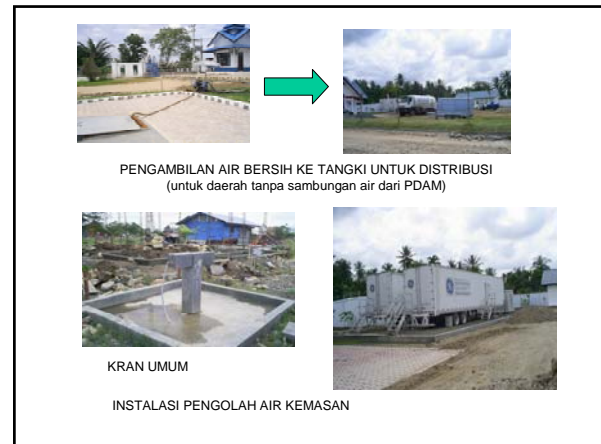 PENGAMBILAN AIR BERSIH KE TANGKI UNTUK DISTRIBUSI
(untuk daerah tanpa sambungan air dari PDAM)
KRAN UMUM
INSTALASI PENGOLAH AIR KEMASAN